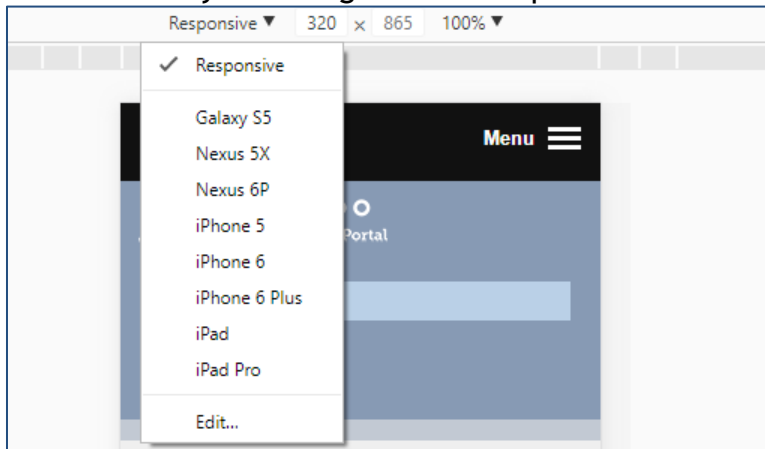 Responsive ▼ 320 × 865 100% ▼
✓ Responsive
Galaxy S5
Nexus 5X
Nexus 6P
iPhone 5
iPhone 6
iPhone 6 Plus
iPad
iPad Pro
Edit...
Menu
Portal